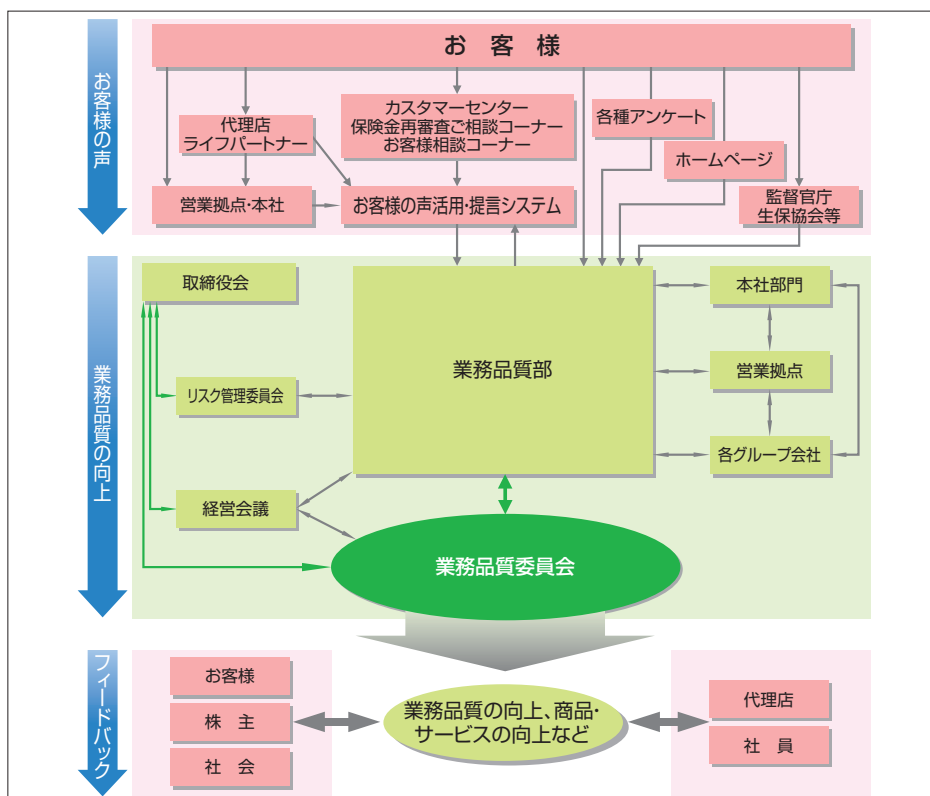 お客様の声
お 客 様
代理店
ライフパートナー
カスタマーセンター
保険金再審査ご相談コーナー
お客様相談コーナー
各種アンケート
ホームページ
営業拠点・本社
お客様の声活用・提言システム
監督官庁
生保協会等
業務品質の向上
取締役会
業務品質部
本社部門
営業拠点
リスク管理委員会
各グループ会社
経営会議
業務品質委員会
フィードバック
お客様
株 主
社 会
業務品質の向上、商品・
サービスの向上など
代理店
社 員